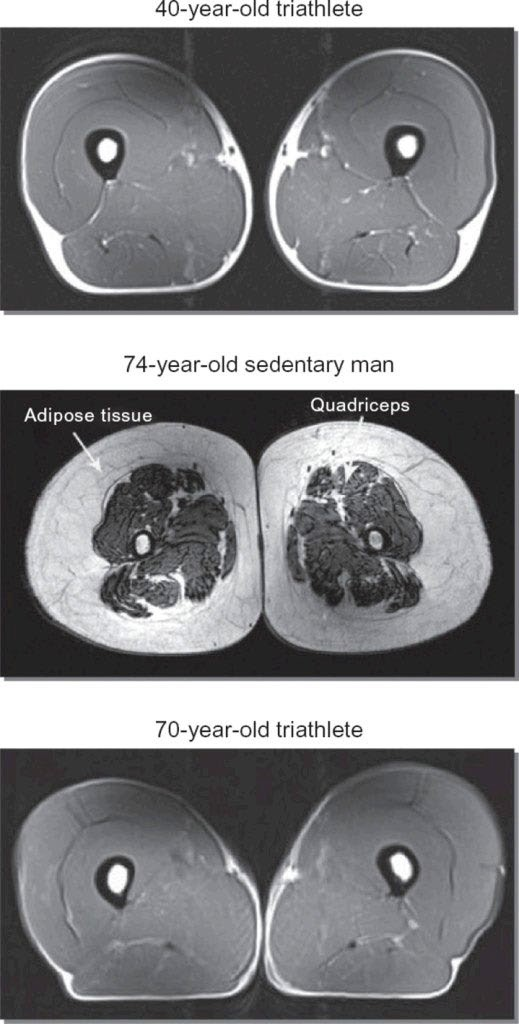 40-year-old triathlete
74-year-old sedentary man
Adipose tissue
Quadriceps
70-year-old triathlete